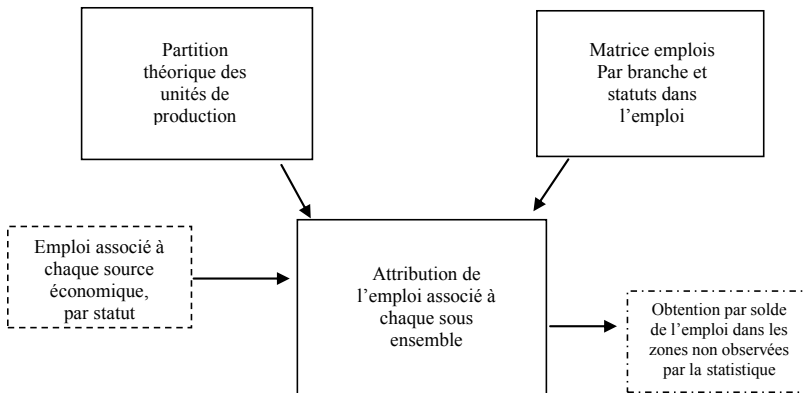 Partition
théorique des
unités de
production
Matrice emplois
Par branche et
statuts dans
l’emploi
Emploi associé à
chaque source
économique,
par statut
Attribution de
l’emploi associé à
chaque sous
ensemble
Obtention par solde
de l’emploi dans les
zones non observées
par la statistique